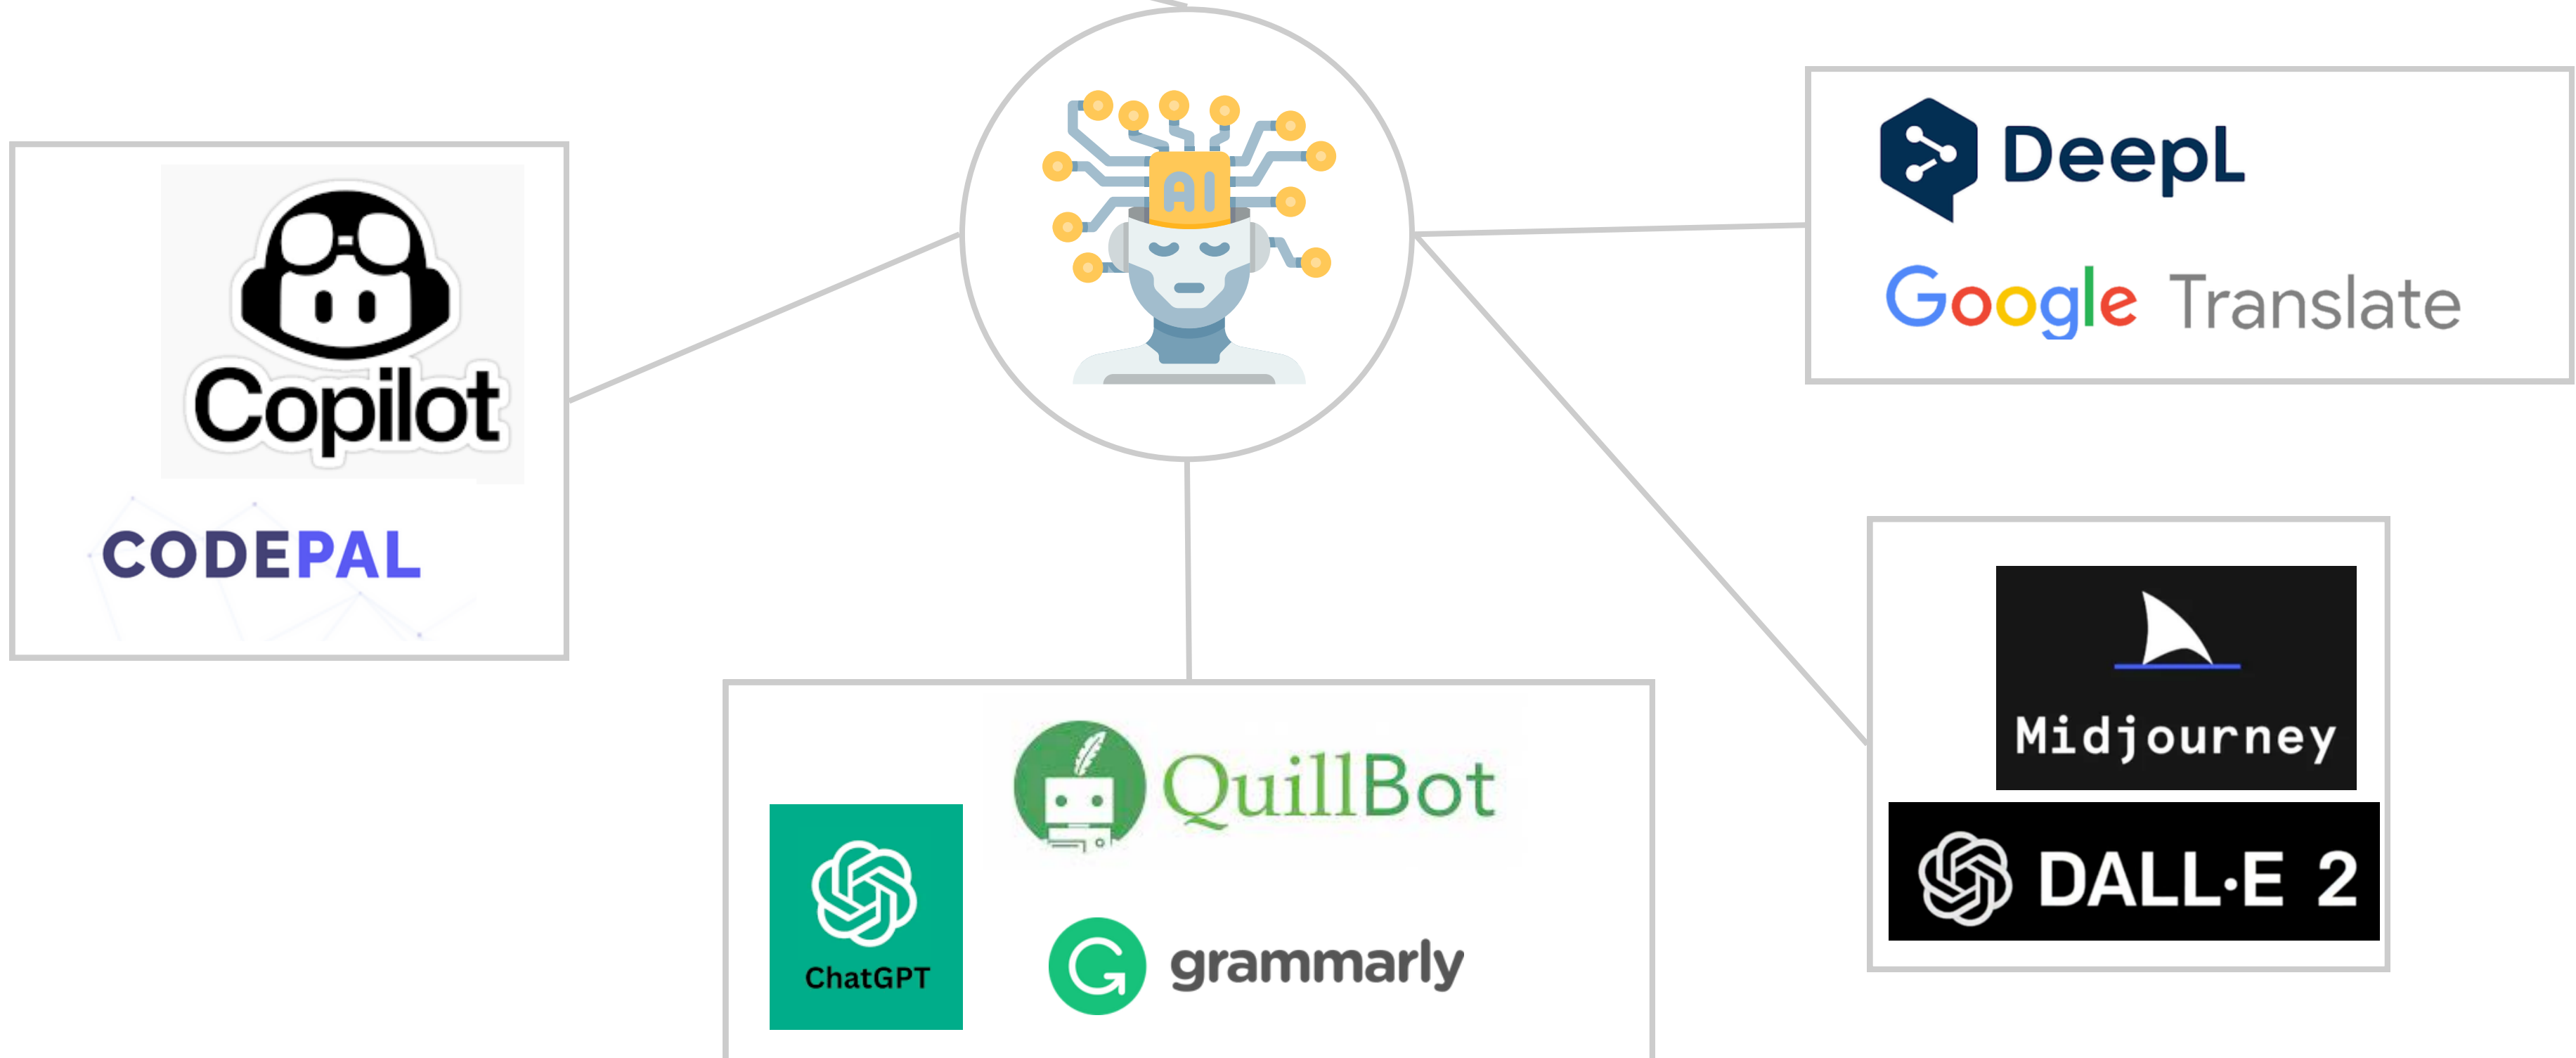 AI
Copilot
CODEPAL
DeepL
Google Translate
Midjourney
DALL·E 2
QuillBot
ChatGPT
grammarly